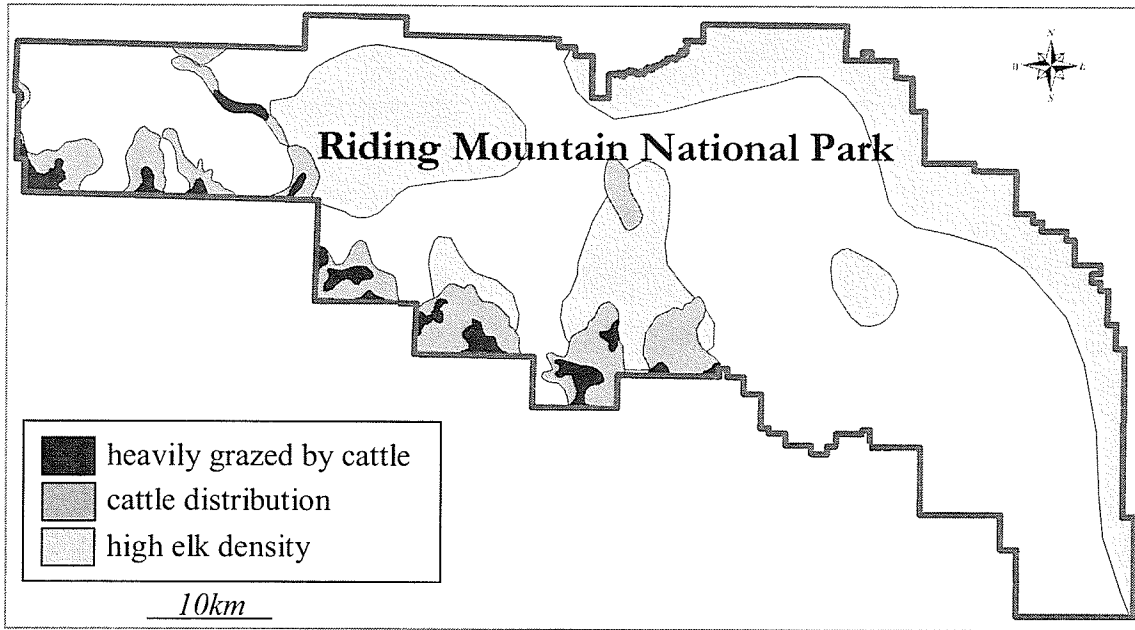 N
W E
S
Riding Mountain National Park
heavily grazed by cattle
cattle distribution
high elk density
10km